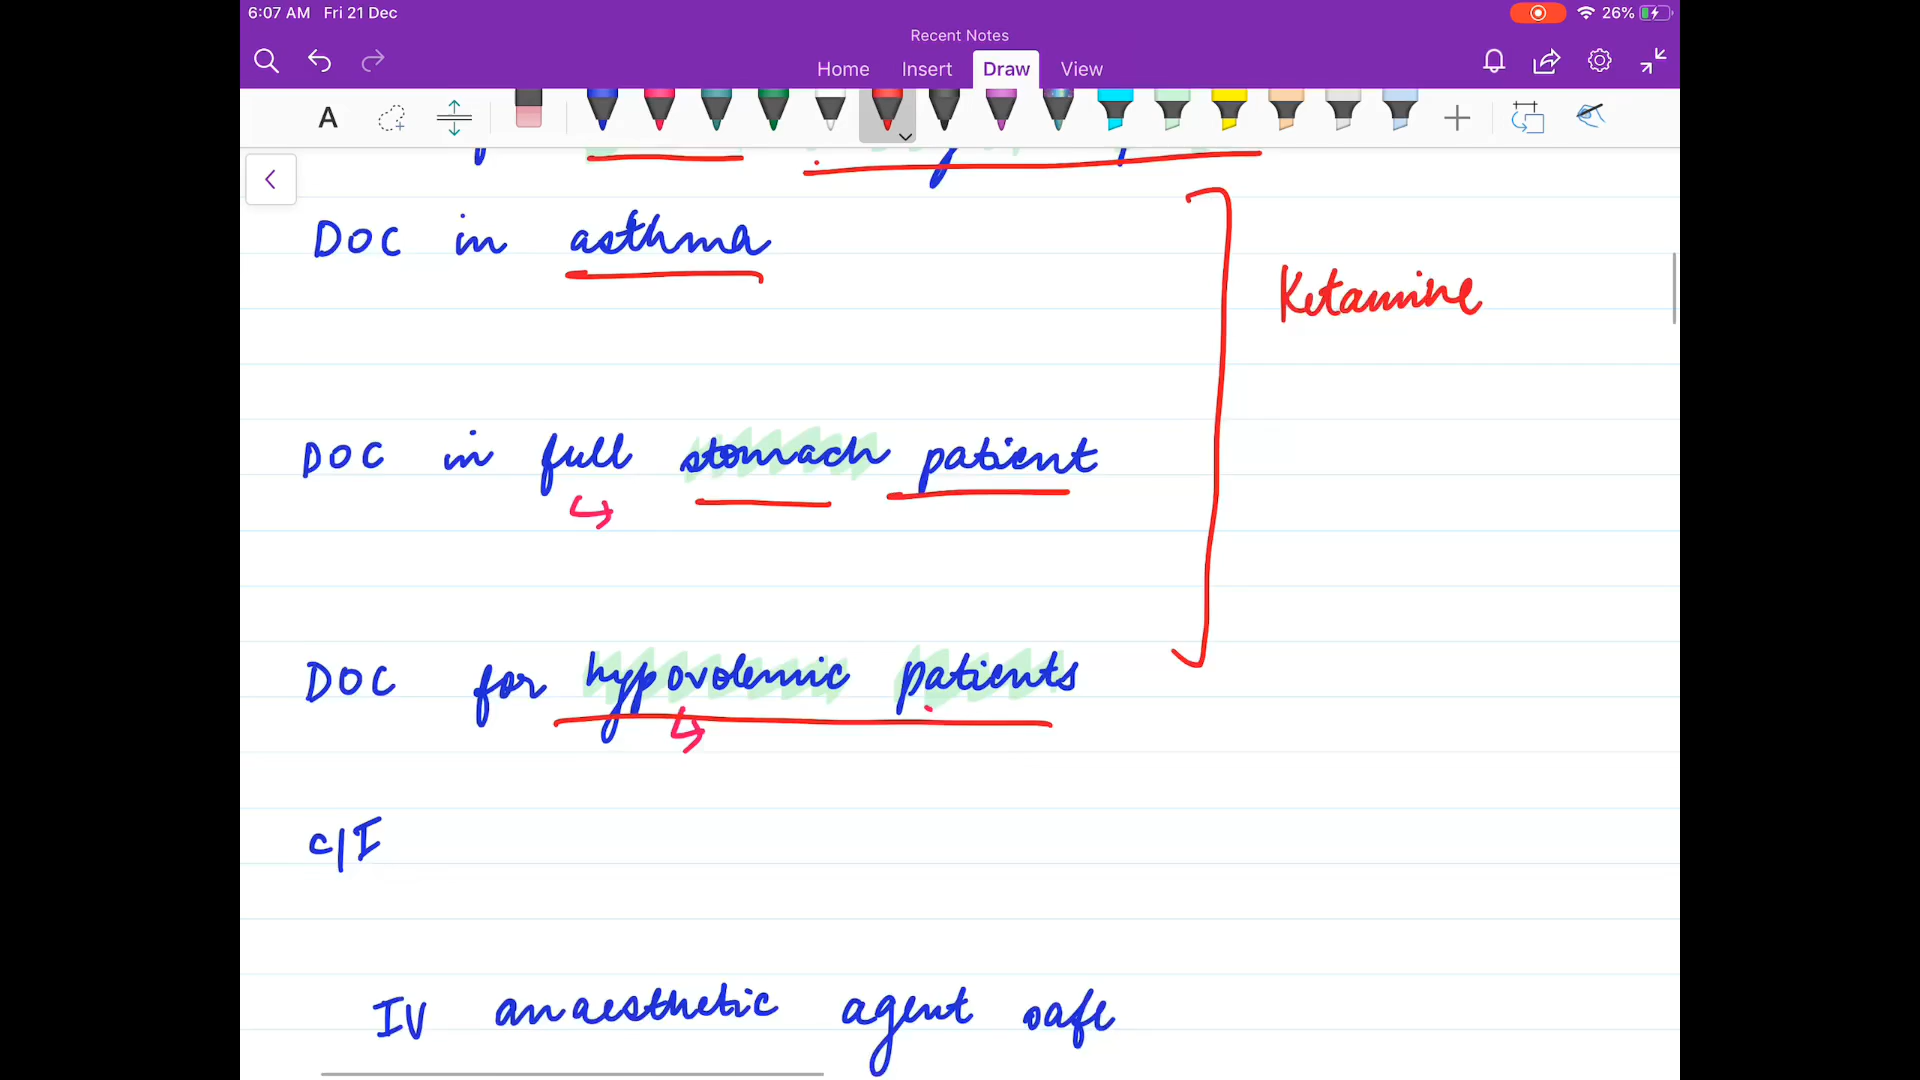 6:07 AM Fri 21 Dec
26%
Recent Notes
Home Insert Draw View
A
DOC in asthma
Ketamine
DOC in full stomach patient
DOC for hypovolemic patients
C/I
IV anaesthetic agent safe